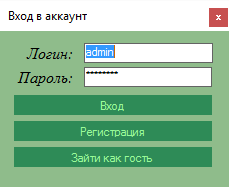 Вход в аккаунт
x
Логин: admin
Пароль: ********
Вход
Регистрация
Зайти как гость